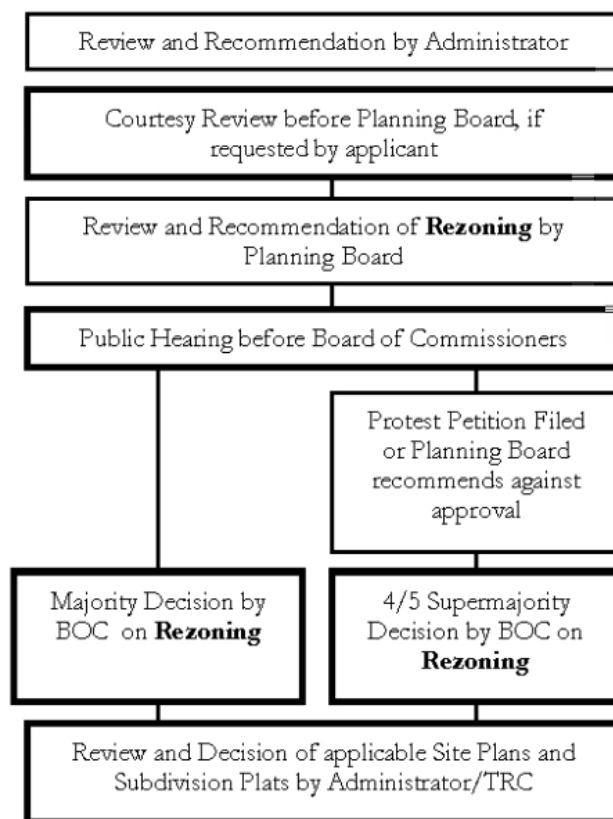 Review and Recommendation by Administrator
Courtesy Review before Planning Board, if
requested by applicant
Review and Recommendation of Rezoning by
Planning Board
Public Hearing before Board of Commissioners
Protest Petition Filed
or Planning Board
recommends against
approval
Majority Decision by
BOC on Rezoning
4/5 Supermajority
Decision by BOC on
Rezoning
Review and Decision of applicable Site Plans and
Subdivision Plats by Administrator/TRC